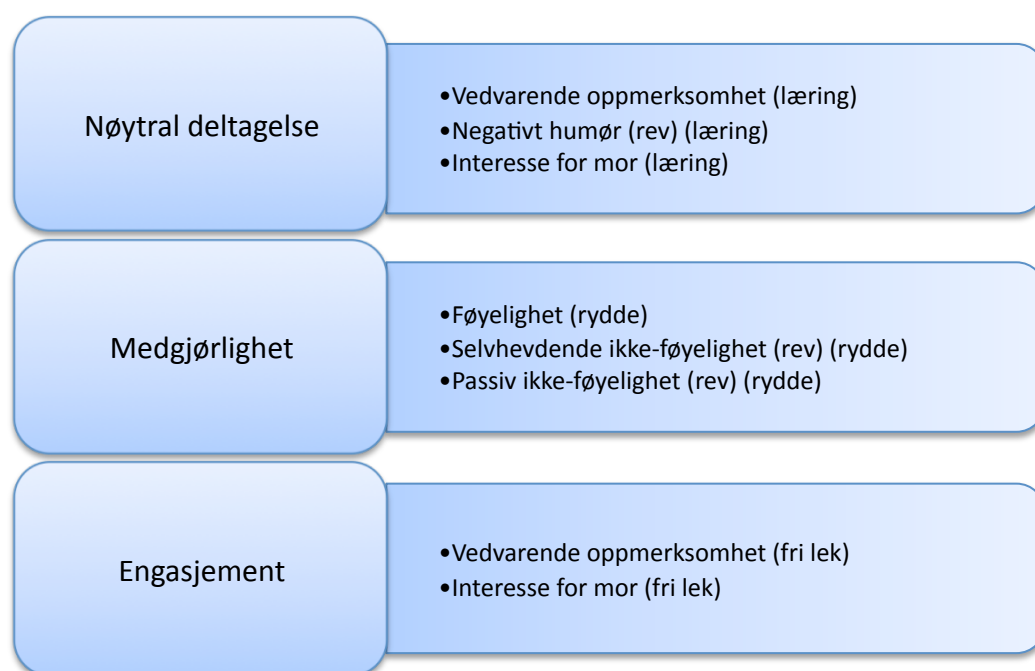 Nøytral deltagelse
•Vedvarende oppmerksomhet (læring)
•Negativt humør (rev) (læring)
•Interesse for mor (læring)
Medgjørlighet
•Føyelighet (rydde)
•Selvhevdende ikke-føyelighet (rev) (rydde)
•Passiv ikke-føyelighet (rev) (rydde)
Engasjement
•Vedvarende oppmerksomhet (fri lek)
•Interesse for mor (fri lek)